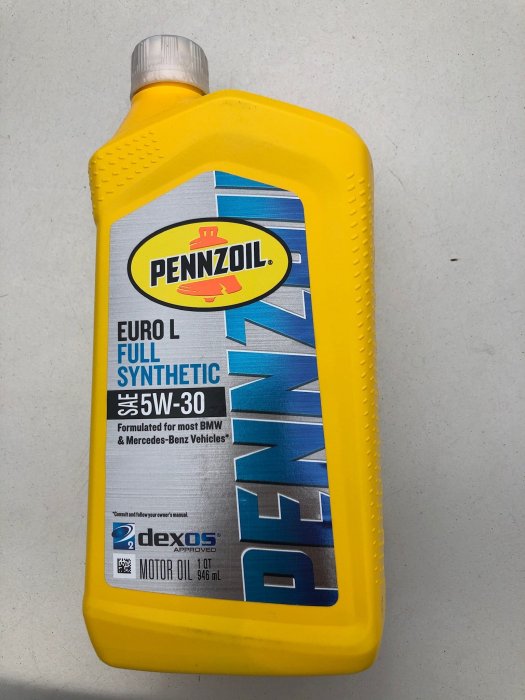 PENNZOIL®
EURO L
FULL
SYNTHETIC
SAE 5W-30
Formulated for most BMW
& Mercedes-Benz Vehicles*
*Consult and follow your owner's manual.
2 dexos®
APPROVED
MOTOR OIL 1 QT
946 mL
PENNZOIL